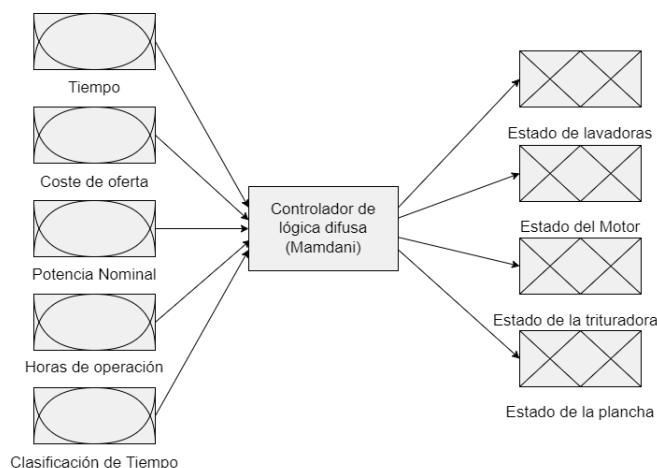 Tiempo
Coste de oferta
Potencia Nominal
Horas de operación
Clasificación de Tiempo
Controlador de
lógica difusa
(Mamdani)
Estado de lavadoras
Estado del Motor
Estado de la trituradora
Estado de la plancha